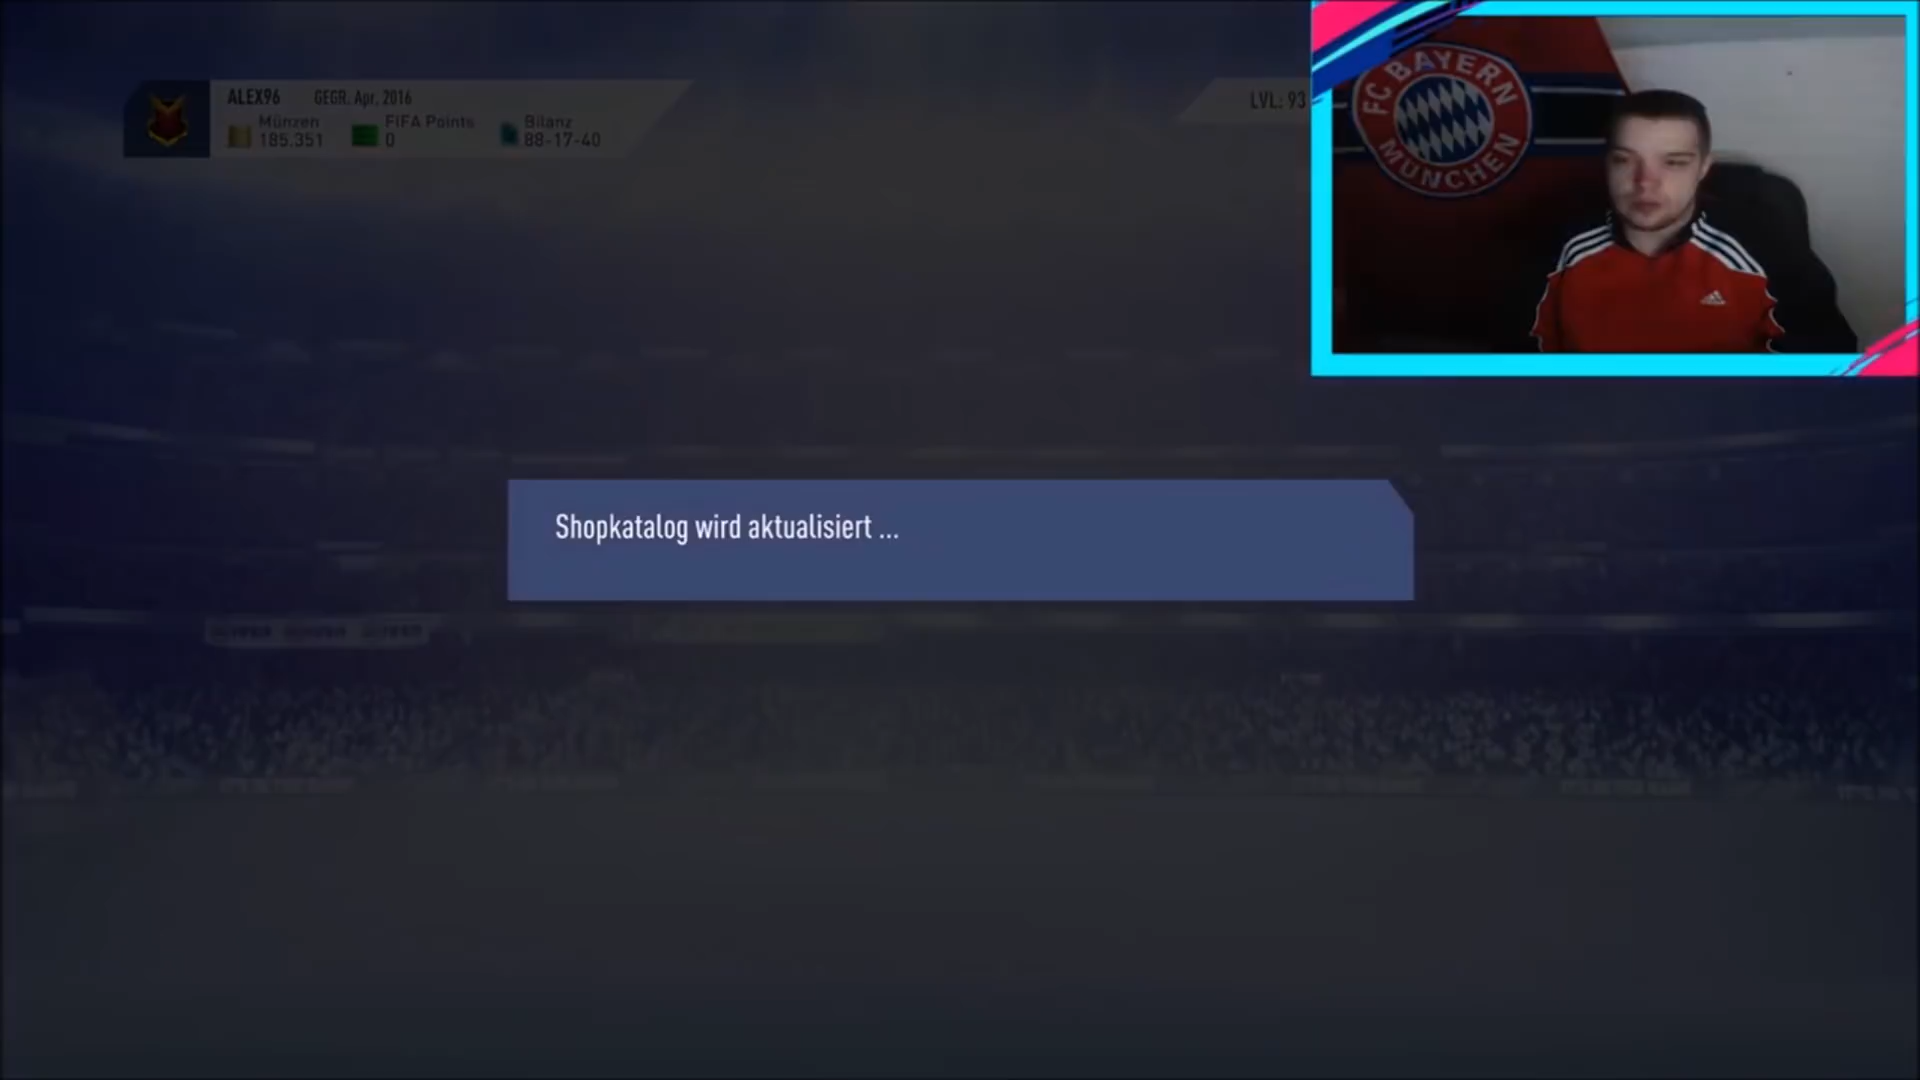 ALEX96 GEGR. Apr. 2016
Münzen FIFA Points Bilanz
185.351 0 88-17-40
LVL: 93
FC BAYERN
MÜNCHEN
Shopkatalog wird aktualisiert ...